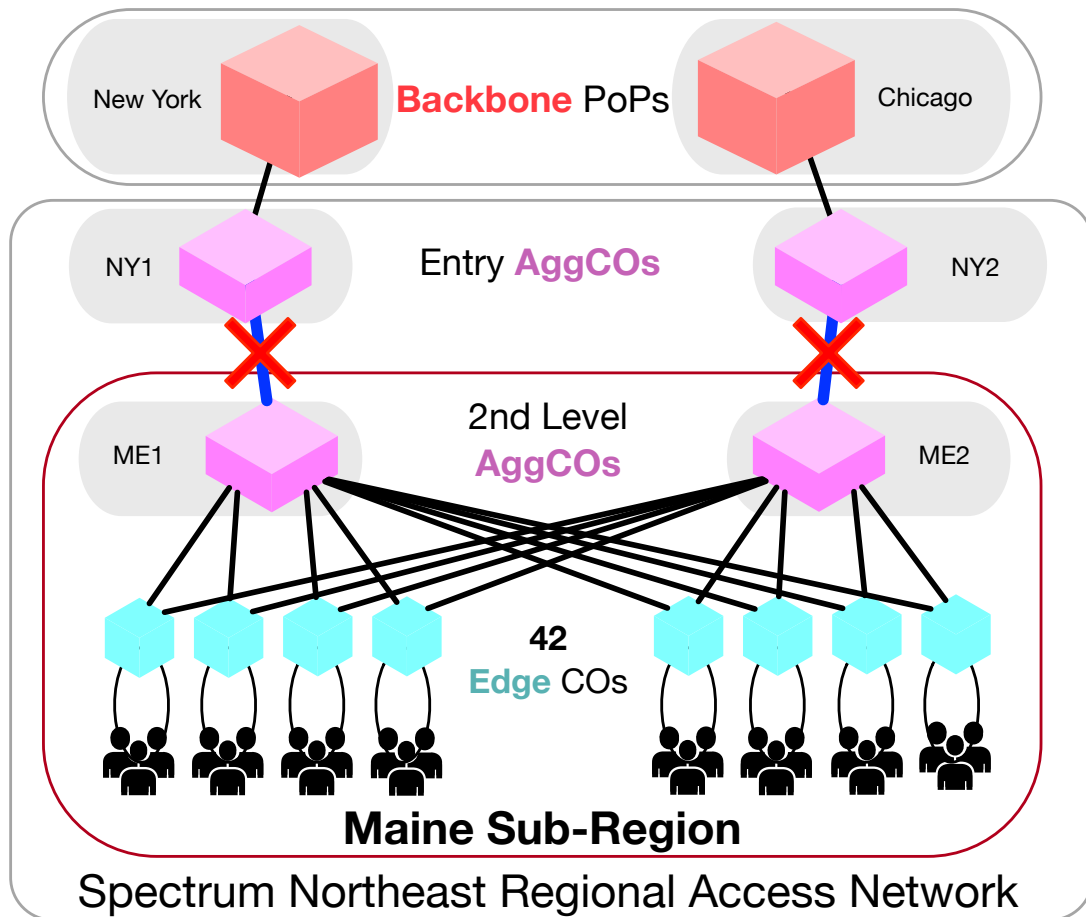 New York
Backbone PoPs
Chicago
NY1
Entry AggCOs
NY2
ME1
2nd Level
AggCOs
ME2
42
Edge COs
Maine Sub-Region
Spectrum Northeast Regional Access Network